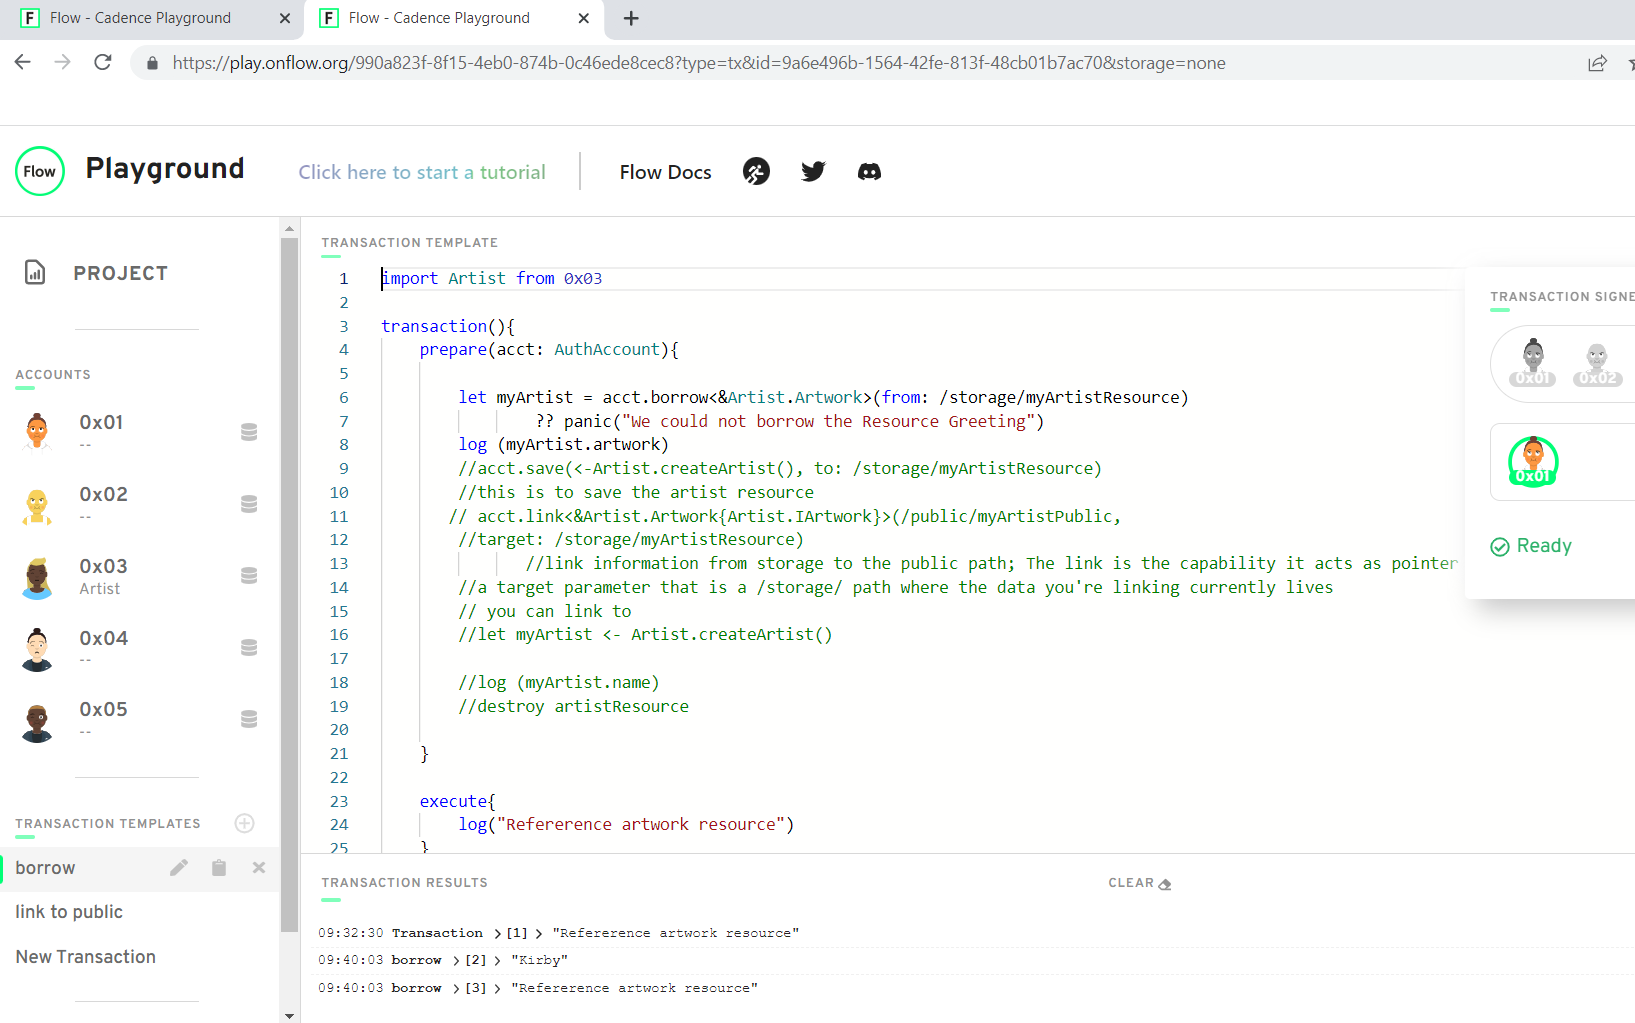 Flow - Cadence Playground
Flow - Cadence Playground
https://play.onflow.org/990a823f-8f15-4eb0-874b-0c46ede8cec8?type=tx&id=9a6e496b-1564-42fe-813f-48cb01b7ac70&storage=none
Flow
Playground
Click here to start a tutorial
Flow Docs
PROJECT
ACCOUNTS
0x01
--
0x02
--
0x03
Artist
0x04
--
0x05
--
TRANSACTION TEMPLATES
borrow
link to public
New Transaction
TRANSACTION TEMPLATE
1 import Artist from 0x03
2
3 transaction(){
4 prepare(acct: AuthAccount){
5
6 let myArtist = acct.borrow<&Artist.Artwork>(from: /storage/myArtistResource)
7 ?? panic("We could not borrow the Resource Greeting")
8 log (myArtist.artwork)
9 //acct.save(<-Artist.createArtist(), to: /storage/myArtistResource)
10 //this is to save the artist resource
11 // acct.link<&Artist.Artwork{Artist.IArtwork}>(/public/myArtistPublic,
12 //target: /storage/myArtistResource)
13 //link information from storage to the public path; The link is the capability it acts as pointer
14 //a target parameter that is a /storage/ path where the data you're linking currently lives
15 // you can link to
16 //let myArtist <- Artist.createArtist()
17
18 //log (myArtist.name)
19 //destroy artistResource
20
21 }
22
23 execute{
24 log("Refererence artwork resource")
25 }
TRANSACTION SIGNE
0x01
0x02
0x01
Ready
TRANSACTION RESULTS
CLEAR
09:32:30 Transaction > [1] > "Refererence artwork resource"
09:40:03 borrow > [2] > "Kirby"
09:40:03 borrow > [3] > "Refererence artwork resource"